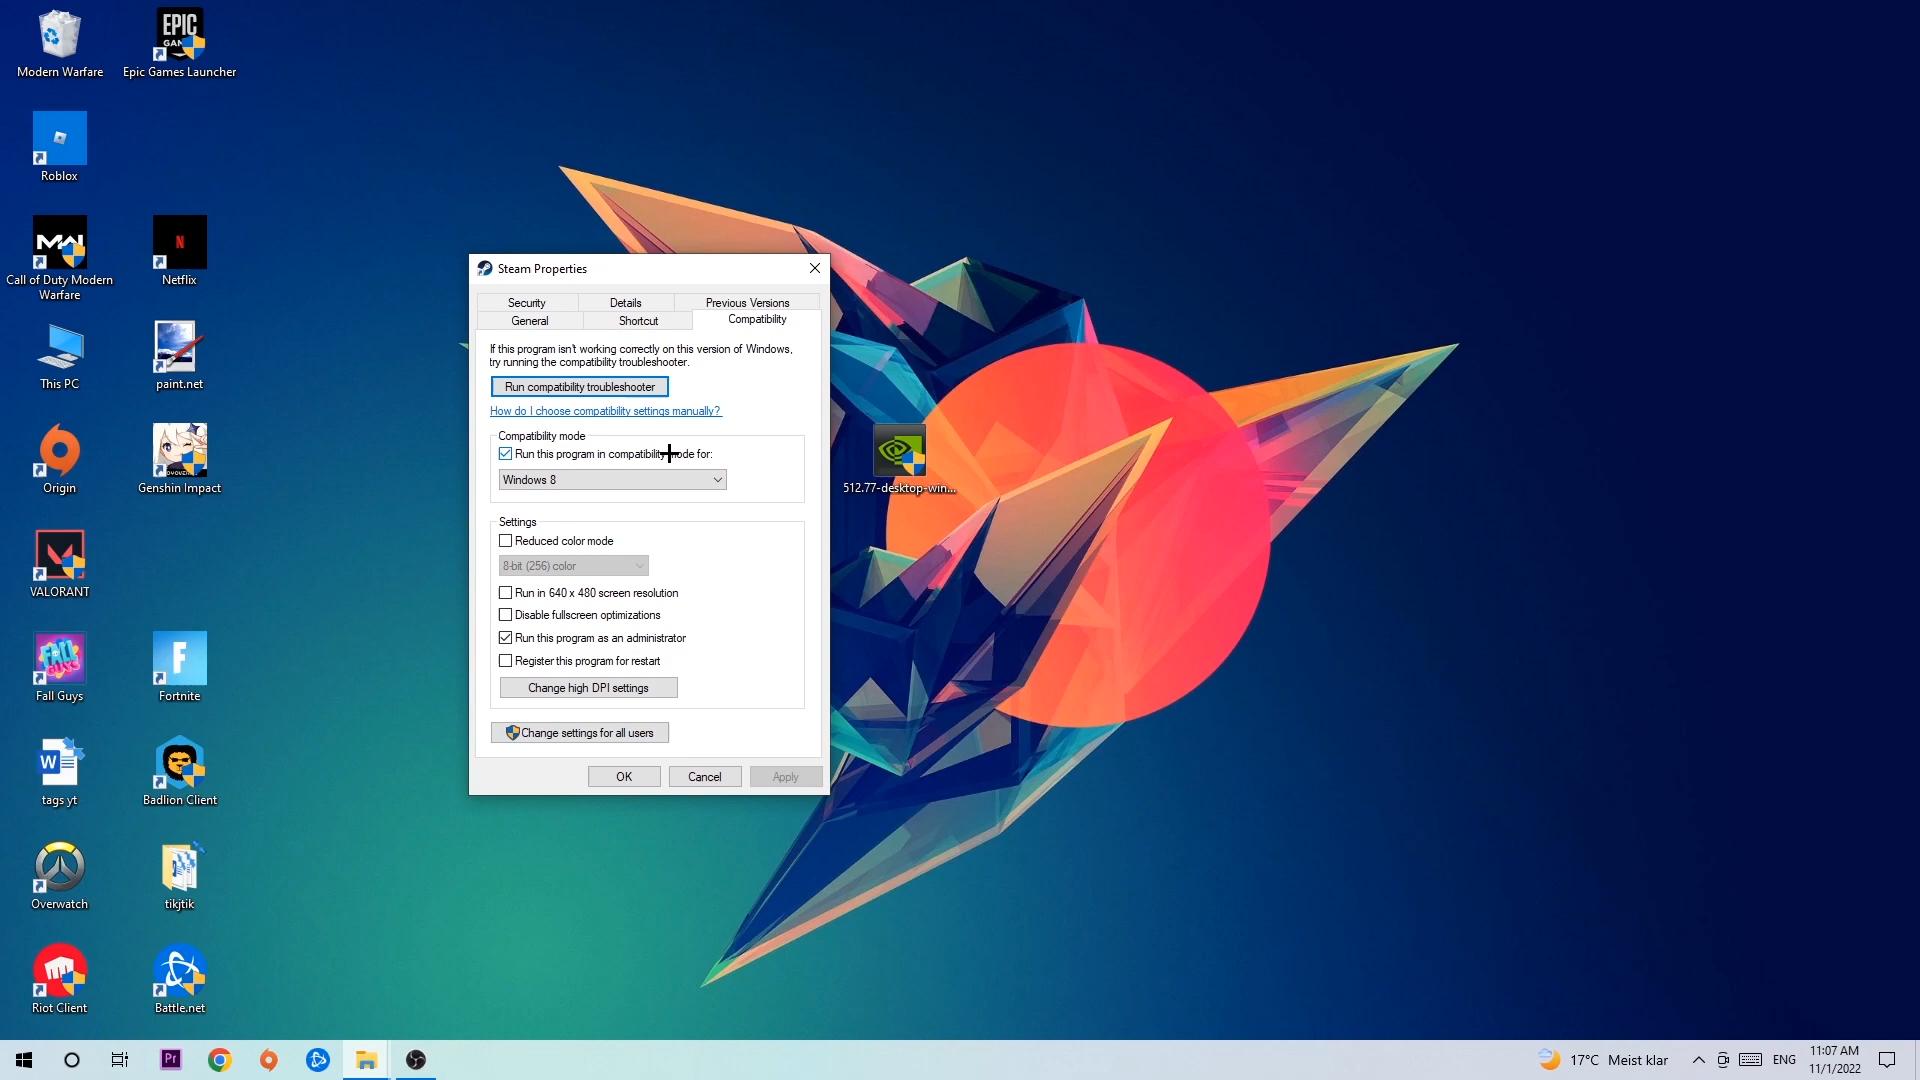 Modern Warfare
EPIC
GAMES
Epic Games Launcher
Roblox
MW
Call of Duty Modern
Warfare
N
Netflix
This PC
paint.net
Origin
Genshin Impact
VALORANT
FALL
GUYS
Fall Guys
F
Fortnite
W
tags yt
Badlion Client
Overwatch
tikjtik
Riot Client
Battle.net
512.77-desktop-win...
Steam Properties
Security
Details
Previous Versions
General
Shortcut
Compatibility
If this program isn't working correctly on this version of Windows,
try running the compatibility troubleshooter.
Run compatibility troubleshooter
How do I choose compatibility settings manually?
Compatibility mode
Run this program in compatibility mode for:
Windows 8
Settings
Reduced color mode
8-bit (256) color
Run in 640 x 480 screen resolution
Disable fullscreen optimizations
Run this program as an administrator
Register this program for restart
Change high DPI settings
Change settings for all users
OK
Cancel
Apply
Pr
17°C Meist klar
ENG
11:07 AM
11/1/2022